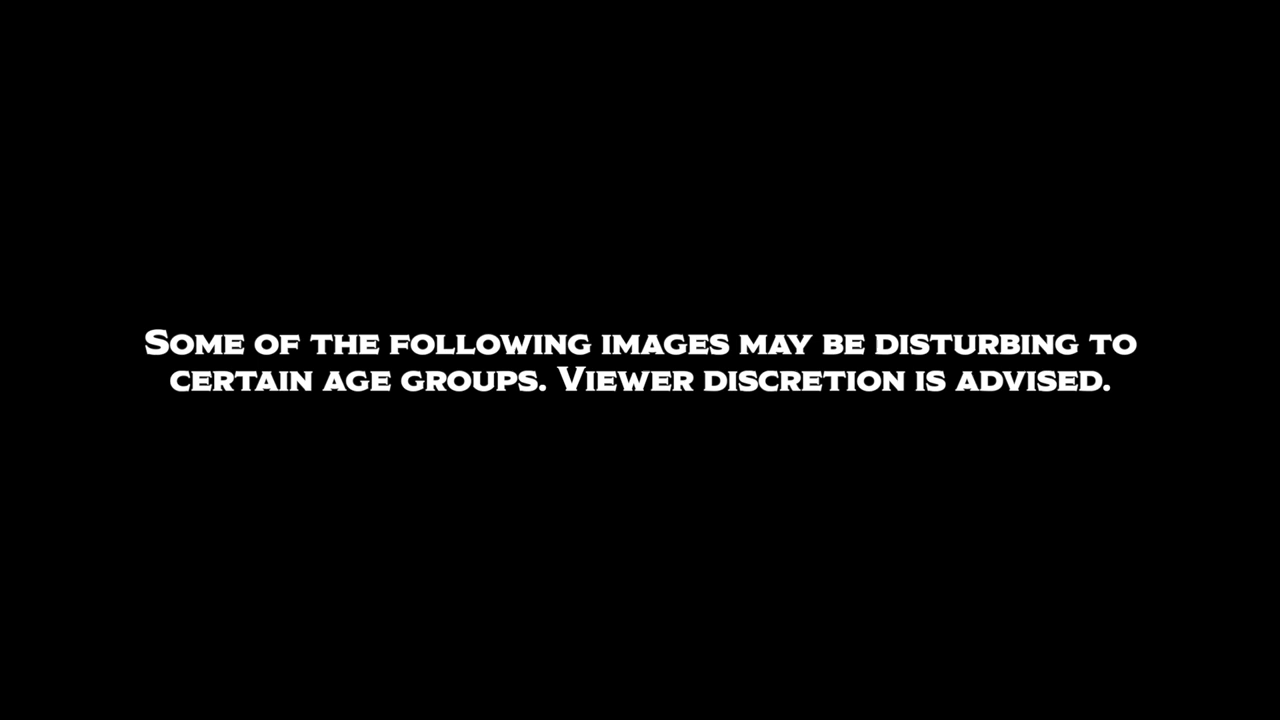 Some of the following images may be disturbing to
certain age groups. Viewer discretion is advised.